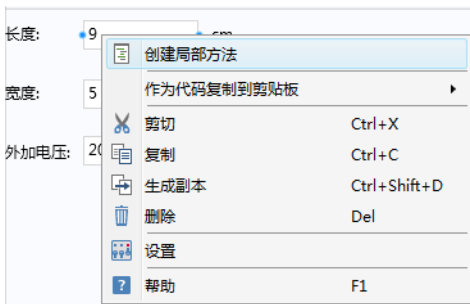 长度: 9 cm
创建局部方法
作为代码复制到剪贴板
宽度: 5
剪切 Ctrl+X
外加电压: 20
复制 Ctrl+C
生成副本 Ctrl+Shift+D
删除 Del
设置
帮助 F1